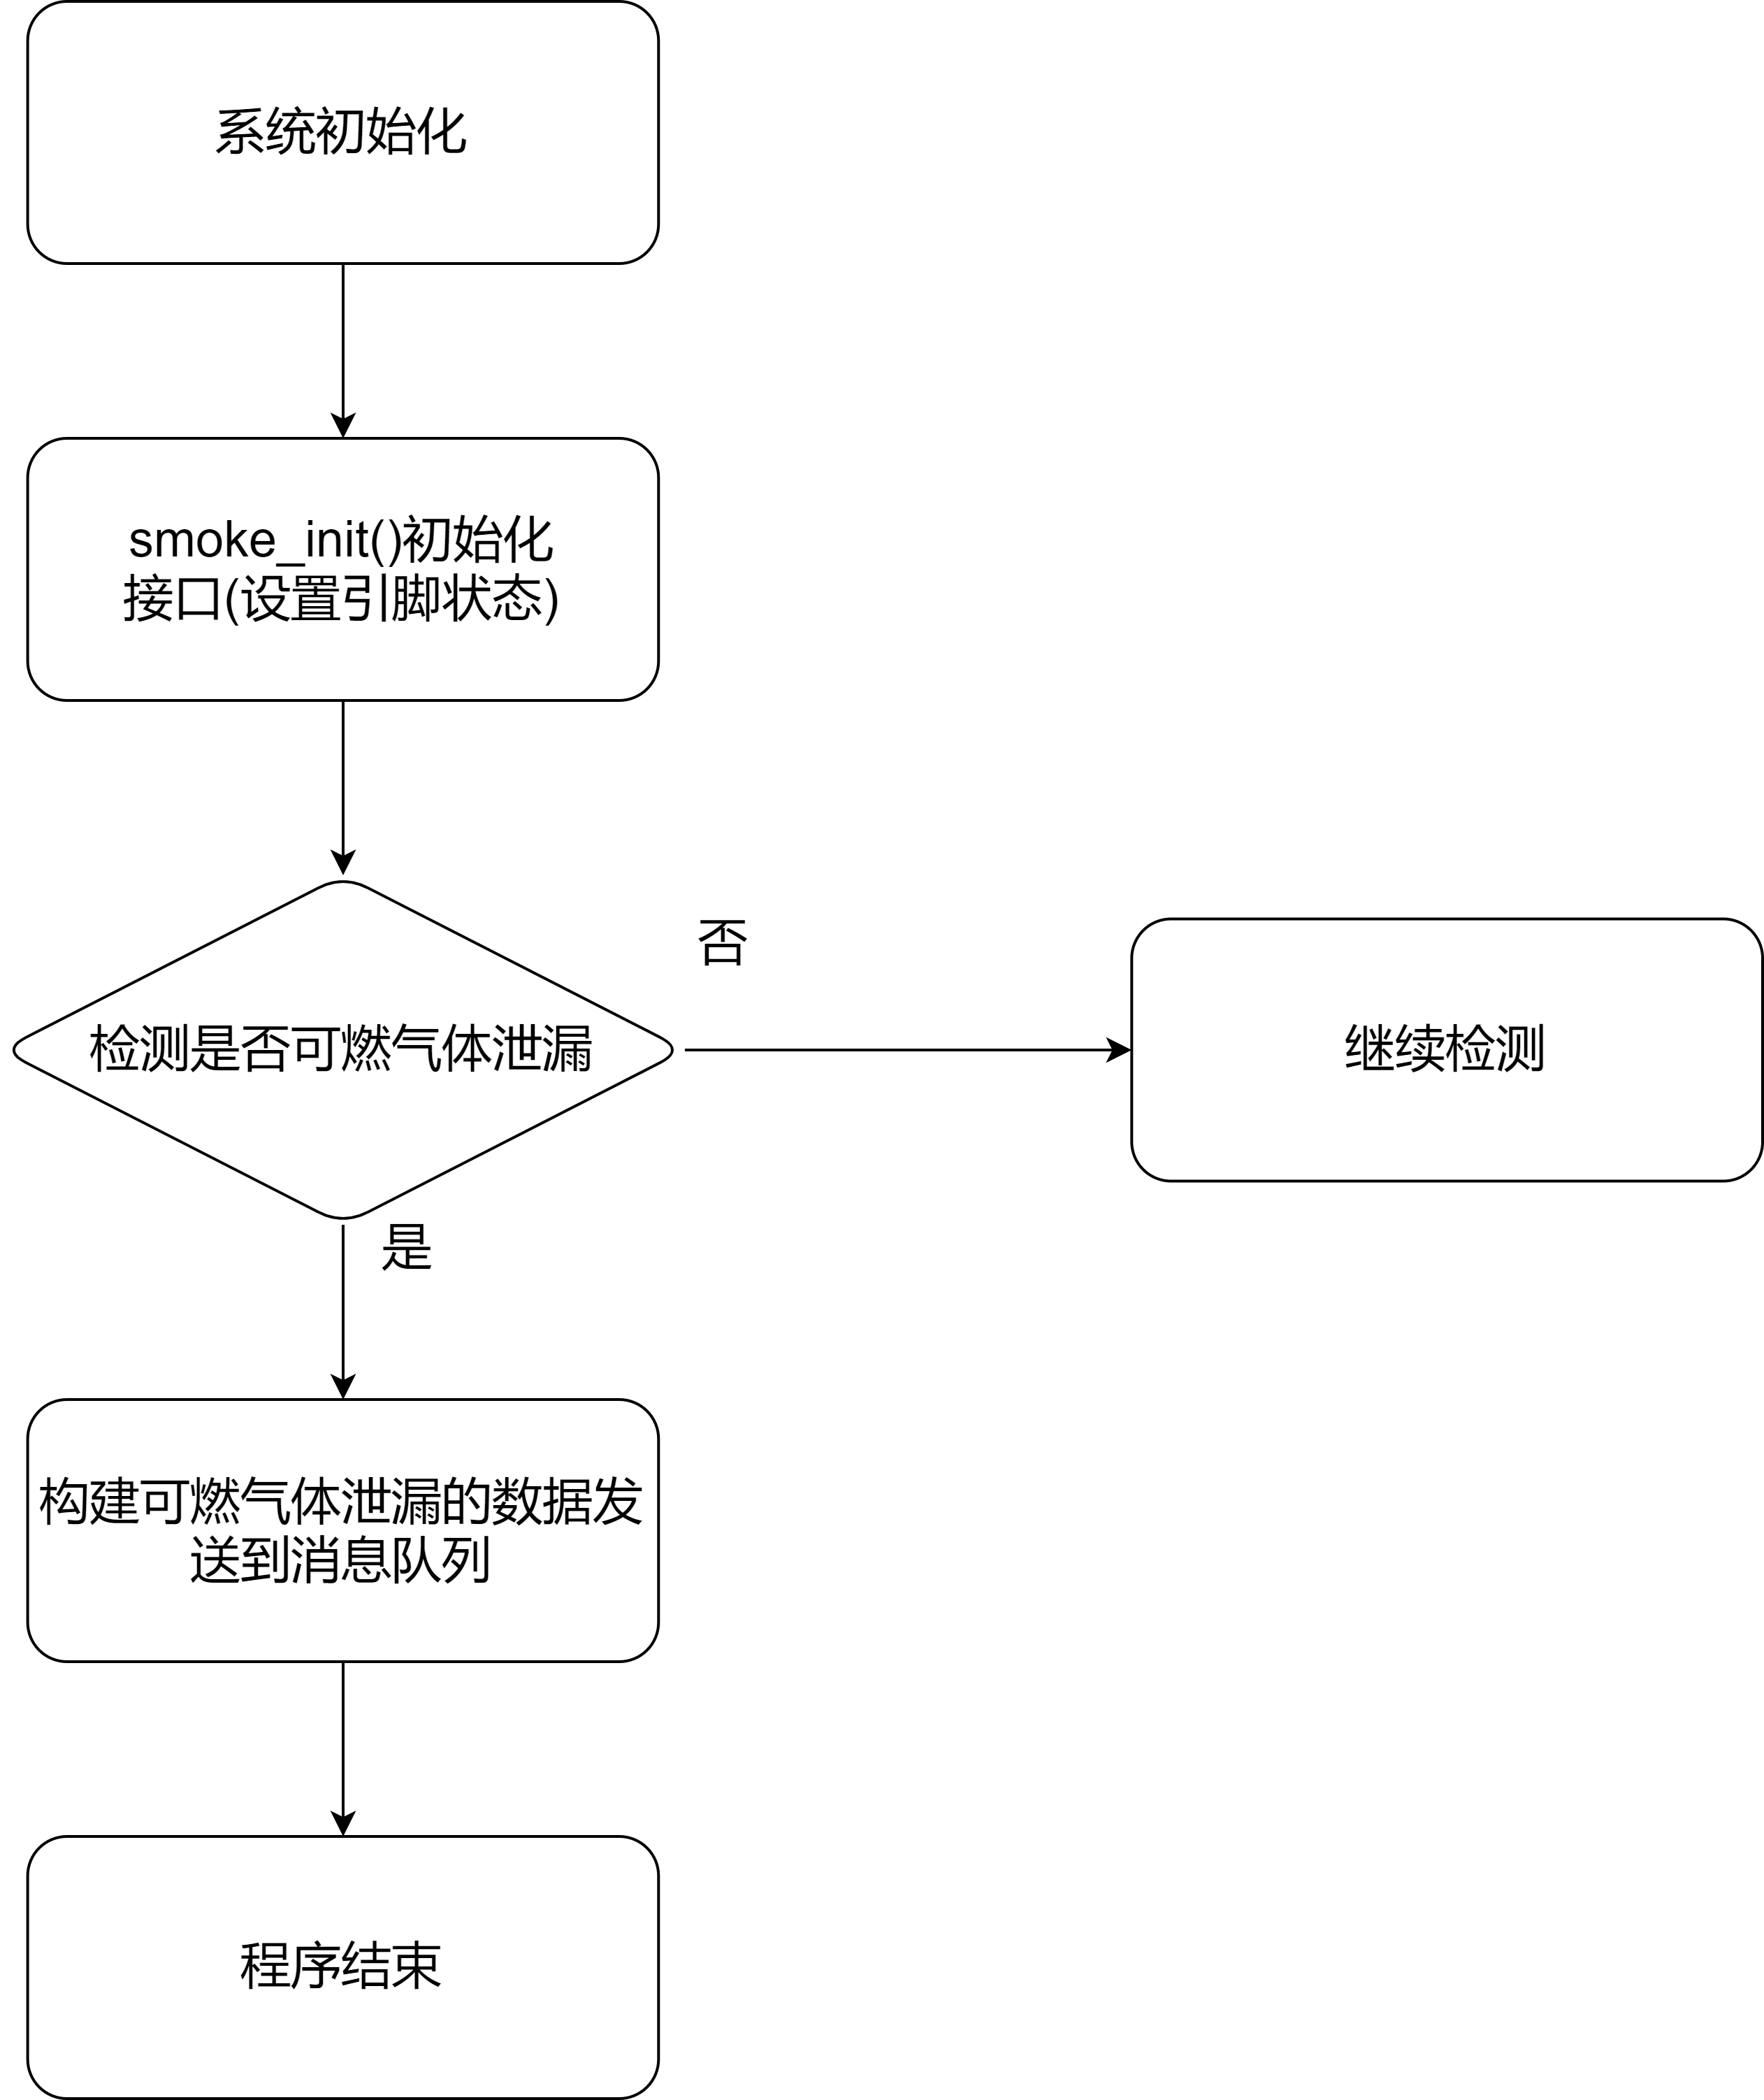 系统初始化
smoke_init()初始化
接口(设置引脚状态)
否
检测是否可燃气体泄漏
继续检测
是
构建可燃气体泄漏的数据发
送到消息队列
程序结束